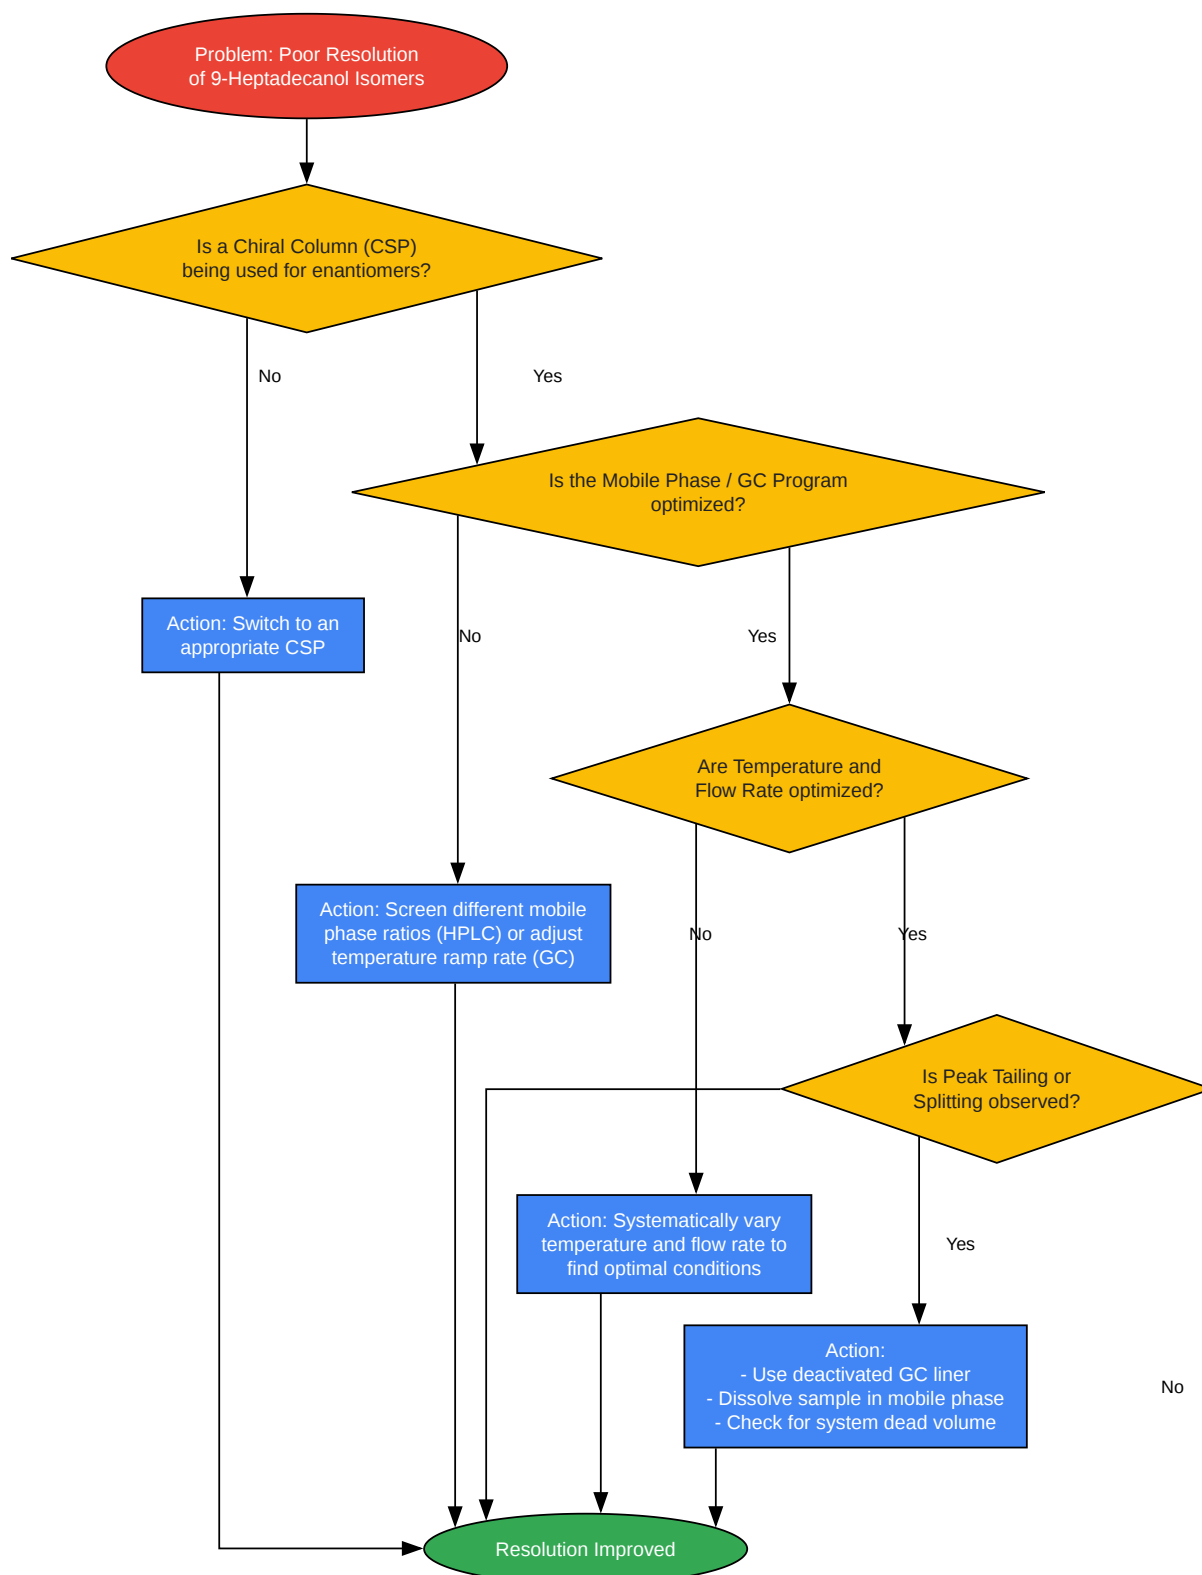 Problem: Poor Resolution
of 9-Heptadecanol Isomers
Is a Chiral Column (CSP)
being used for enantiomers?
No
Yes
Is the Mobile Phase / GC Program
optimized?
Action: Switch to an
appropriate CSP
No
Yes
Are Temperature and
Flow Rate optimized?
Action: Screen different mobile
phase ratios (HPLC) or adjust
temperature ramp rate (GC)
No
Yes
Is Peak Tailing or
Splitting observed?
Action: Systematically vary
temperature and flow rate to
find optimal conditions
Yes
Action:
- Use deactivated GC liner
- Dissolve sample in mobile phase
- Check for system dead volume
No
Resolution Improved